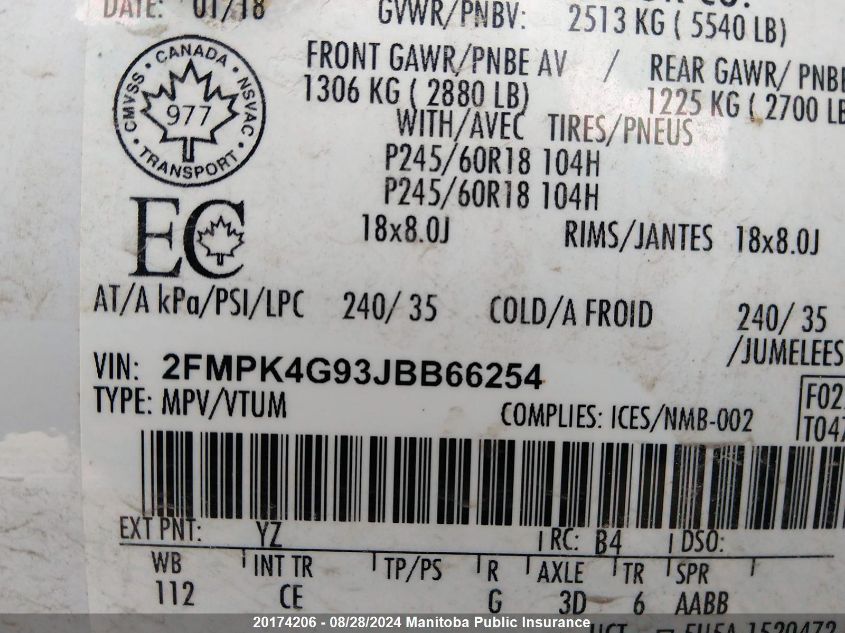 DATE: 01/18
GVWR/PNBV: 2513 KG ( 5540 LB)
FRONT GAWR/PNBE AV / REAR GAWR/ PNBE
1306 KG ( 2880 LB) 1225 KG ( 2700 LB
WITH/AVEC TIRES/PNEUS
P245/60R18 104H
P245/60R18 104H
18x8.0J RIMS/JANTES 18x8.0J
CANADA
CMVSS NSVAC
977
TRANSPORT
EC
AT/A kPa/PSI/LPC 240/ 35 COLD/A FROID 240/ 35
/JUMELEES
VIN: 2FMPK4G93JBB66254
TYPE: MPV/VTUM
COMPLIES: ICES/NMB-002
F02
T047
EXT PNT: YZ RC: B4 DSO:
WB INT TR TP/PS R AXLE TR SPR
112 CE G 3D 6 AABB
20174206 - 08/28/2024 Manitoba Public Insurance